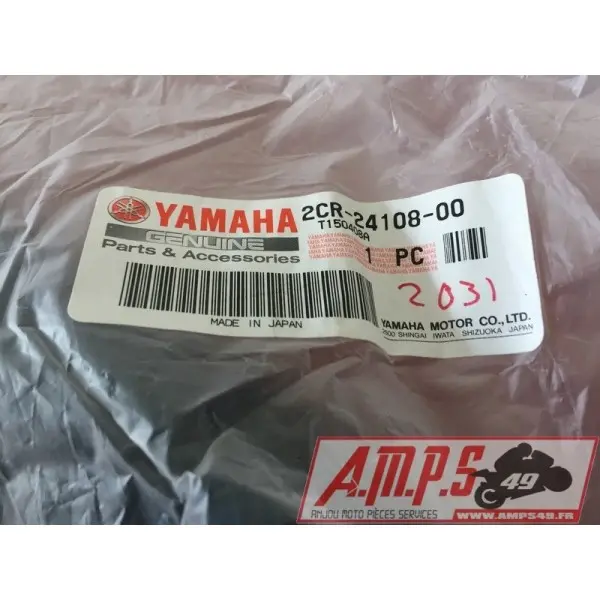 YAMAHA
GENUINE
Parts & Accessories
2CR-24108-00
T150408A
1 PC
2031
MADE IN JAPAN
YAMAHA MOTOR CO.,LTD.
2500 SHINGAI IWATA SHIZUOKA JAPAN
A.M.P.S
49
ANJOU MOTO PIÈCES SERVICES
WWW.AMPS49.FR